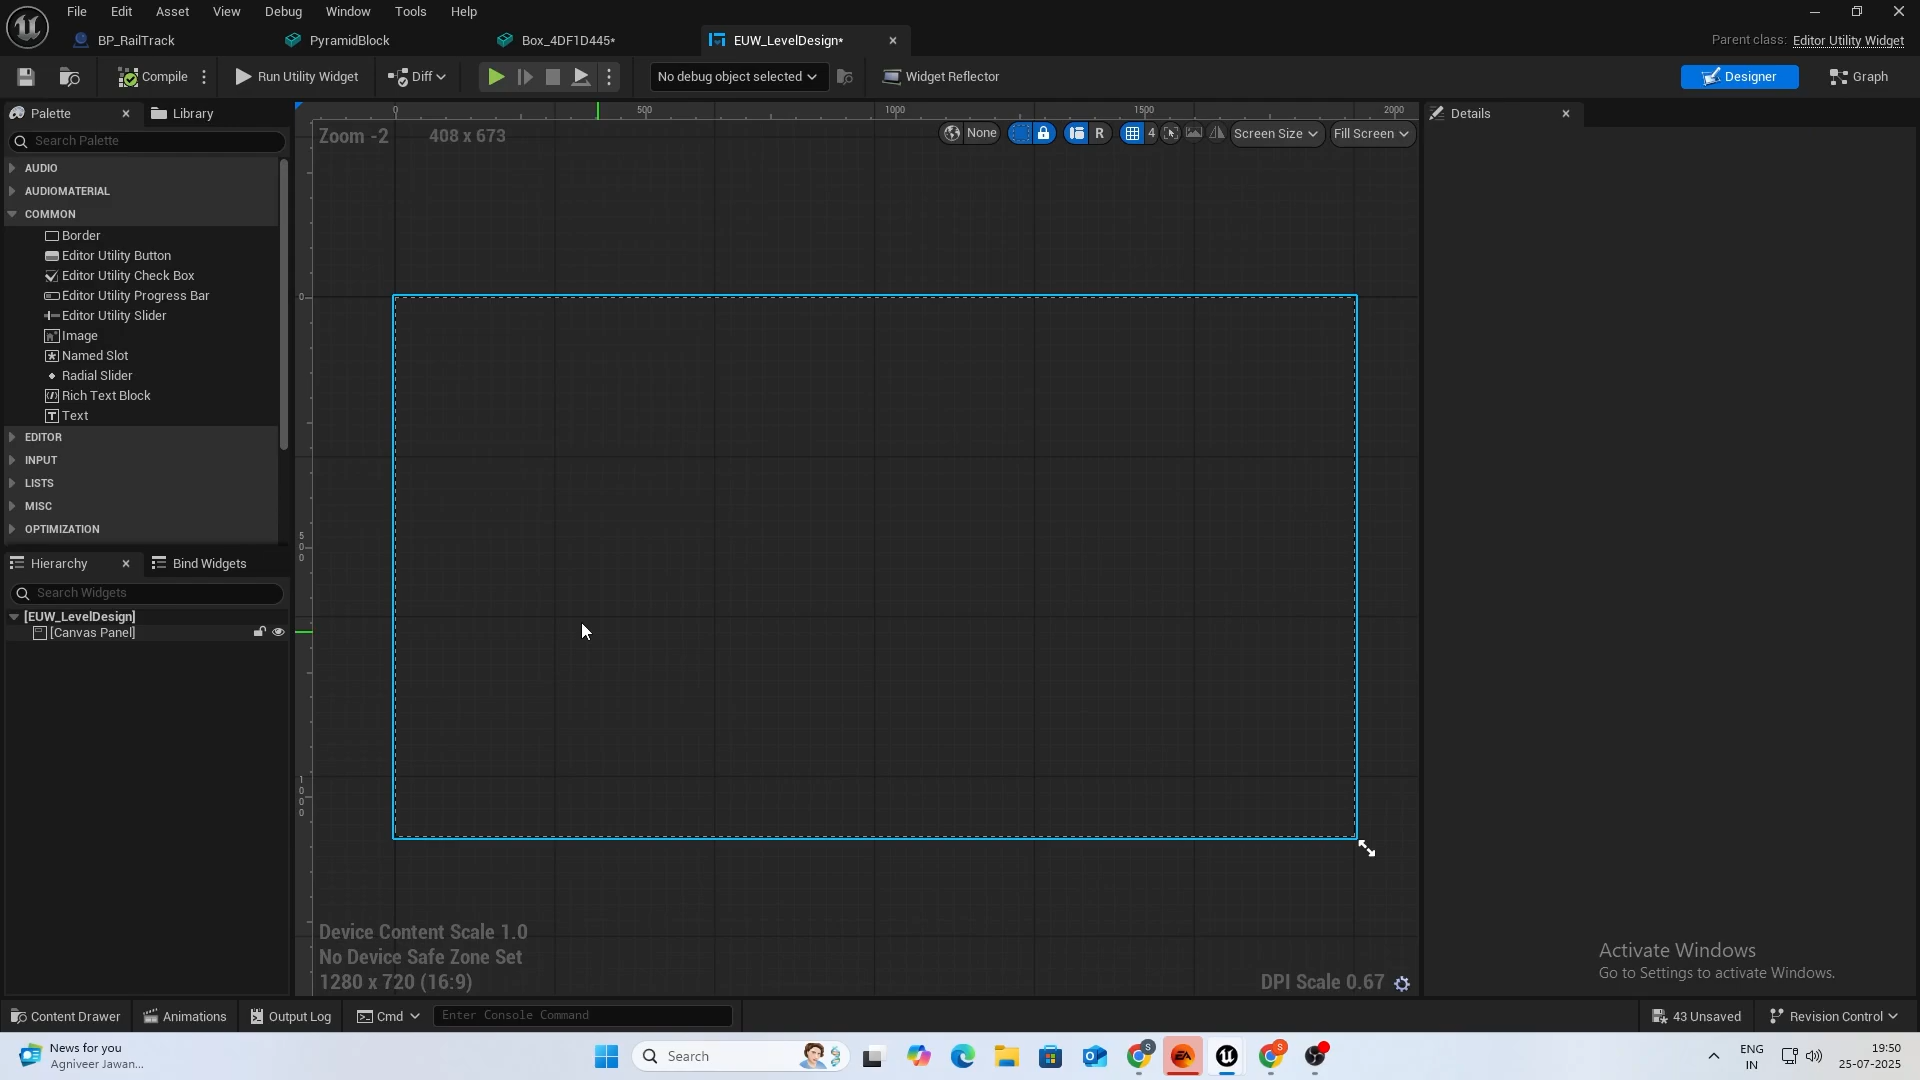 File Edit Asset View Debug Window Tools Help
BP_RailTrack PyramidBlock Box_4DF1D445* EUW_LevelDesign* Parent class: Editor Utility Widget
Compile Run Utility Widget Diff No debug object selected Widget Reflector Designer Graph
Palette Library
0 500 1000 1500 2000
Details
Search Palette
Zoom -2 408 x 673 None R 4 Screen Size Fill Screen
AUDIO
AUDIOMATERIAL
COMMON
Border
Editor Utility Button
Editor Utility Check Box
Editor Utility Progress Bar
Editor Utility Slider
Image
Named Slot
Radial Slider
Rich Text Block
Text
EDITOR
INPUT
LISTS
MISC
OPTIMIZATION
0
500
1000
Hierarchy Bind Widgets
Search Widgets
[EUW_LevelDesign]
[Canvas Panel]
Device Content Scale 1.0
No Device Safe Zone Set
1280 x 720 (16:9)
DPI Scale 0.67
Activate Windows
Go to Settings to activate Windows.
Content Drawer Animations Output Log Cmd Enter Console Command 43 Unsaved Revision Control
News for you
Agniveer Jawan...
Search
S
EA
S
ENG
IN
19:50
25-07-2025